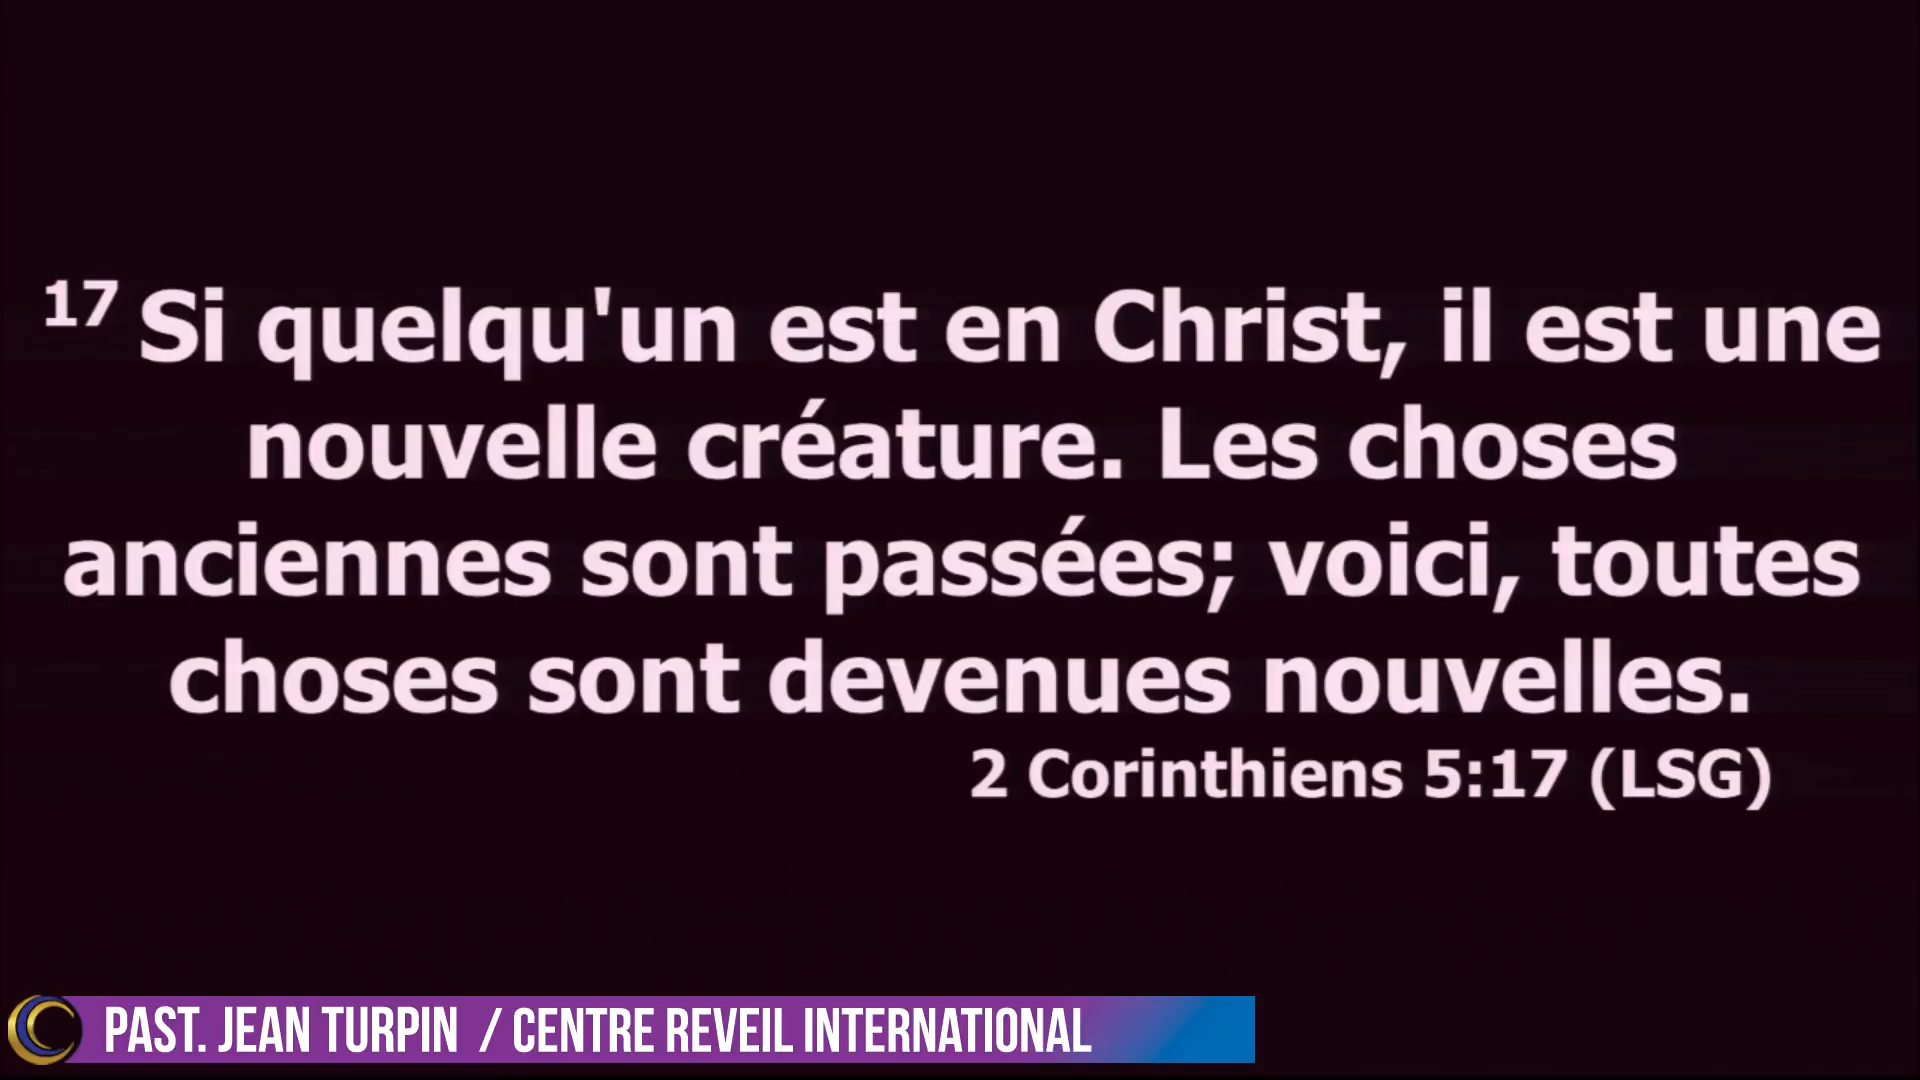 17 Si quelqu'un est en Christ, il est une
nouvelle créature. Les choses
anciennes sont passées; voici, toutes
choses sont devenues nouvelles.
2 Corinthiens 5:17 (LSG)
PAST. JEAN TURPIN / CENTRE REVEIL INTERNATIONAL